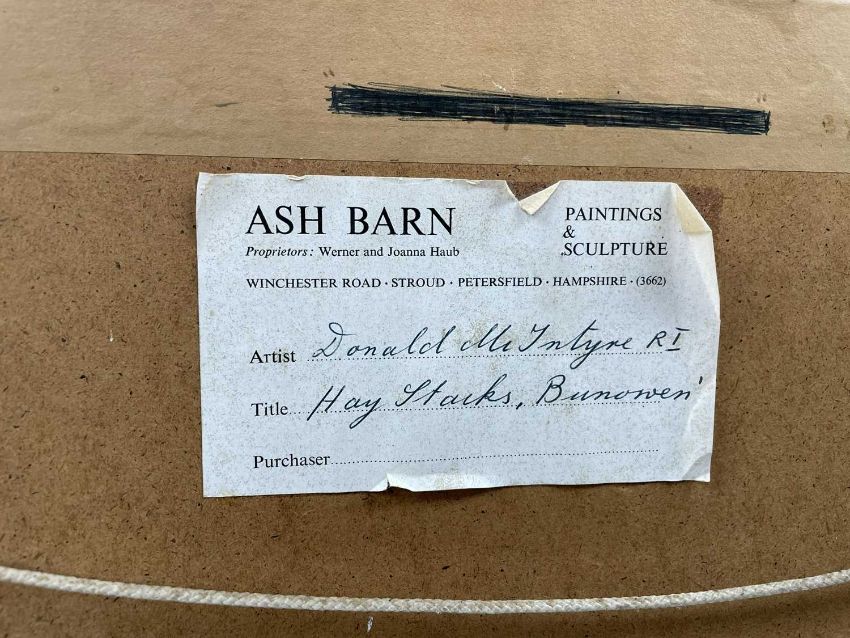 ASH BARN
Proprietors: Werner and Joanna Haub
PAINTINGS
&
SCULPTURE
WINCHESTER ROAD · STROUD · PETERSFIELD · HAMPSHIRE · (3662)
Artist Donald McIntyre RI
Title Hay Stacks, Bunowen'
Purchaser